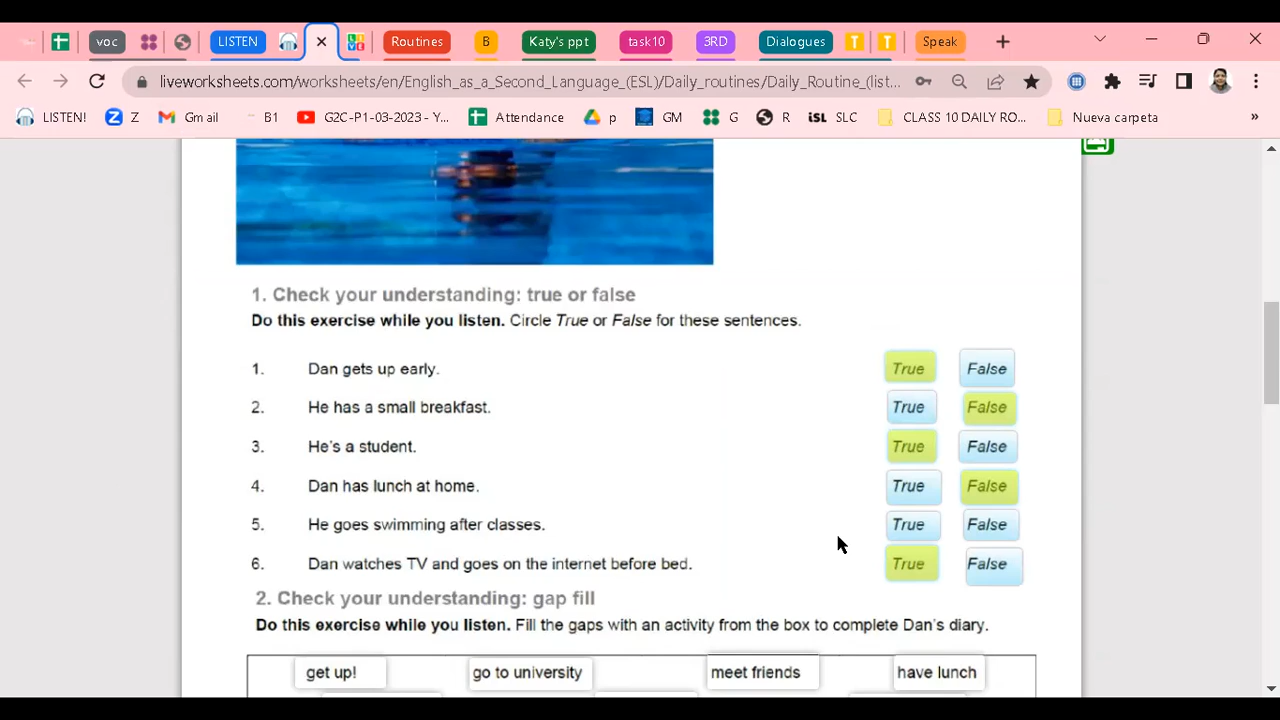 voc LISTEN Routines B Katy's ppt task10 3RD Dialogues T T Speak
liveworksheets.com/worksheets/en/English_as_a_Second_Language_(ESL)/Daily_routines/Daily_Routine_(list...
LISTEN! Z Gmail B1 G2C -01-03-2023 - Y... Attendance p GM G R iSL SLC CLASS 10 DAILY RO... Nueva carpeta »
1. Check your understanding: true or false
Do this exercise while you listen. Circle True or False for these sentences.
1. Dan gets up early. True False
2. He has a small breakfast. True False
3. He's a student. True False
4. Dan has lunch at home. True False
5. He goes swimming after classes. True False
6. Dan watches TV and goes on the internet before bed. True False
2. Check your understanding: gap fill
Do this exercise while you listen. Fill the gaps with an activity from the box to complete Dan's diary.
get up! go to university meet friends have lunch